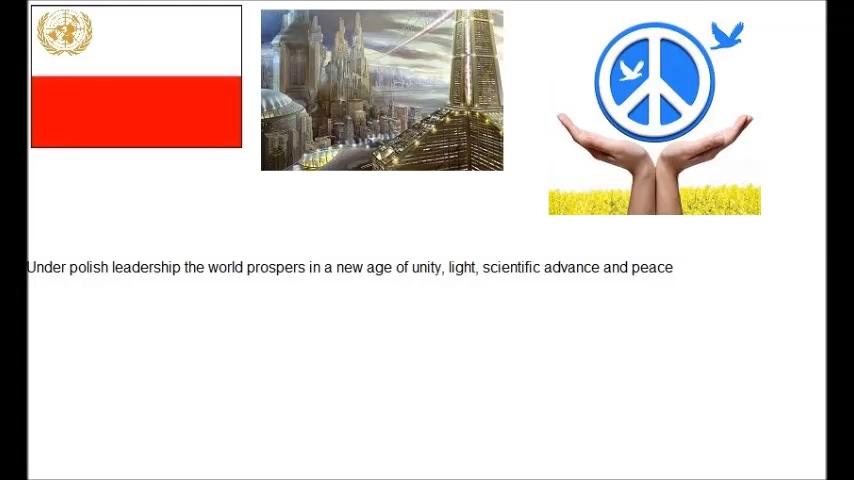 Under polish leadership the world prospers in a new age of unity, light, scientific advance and peace